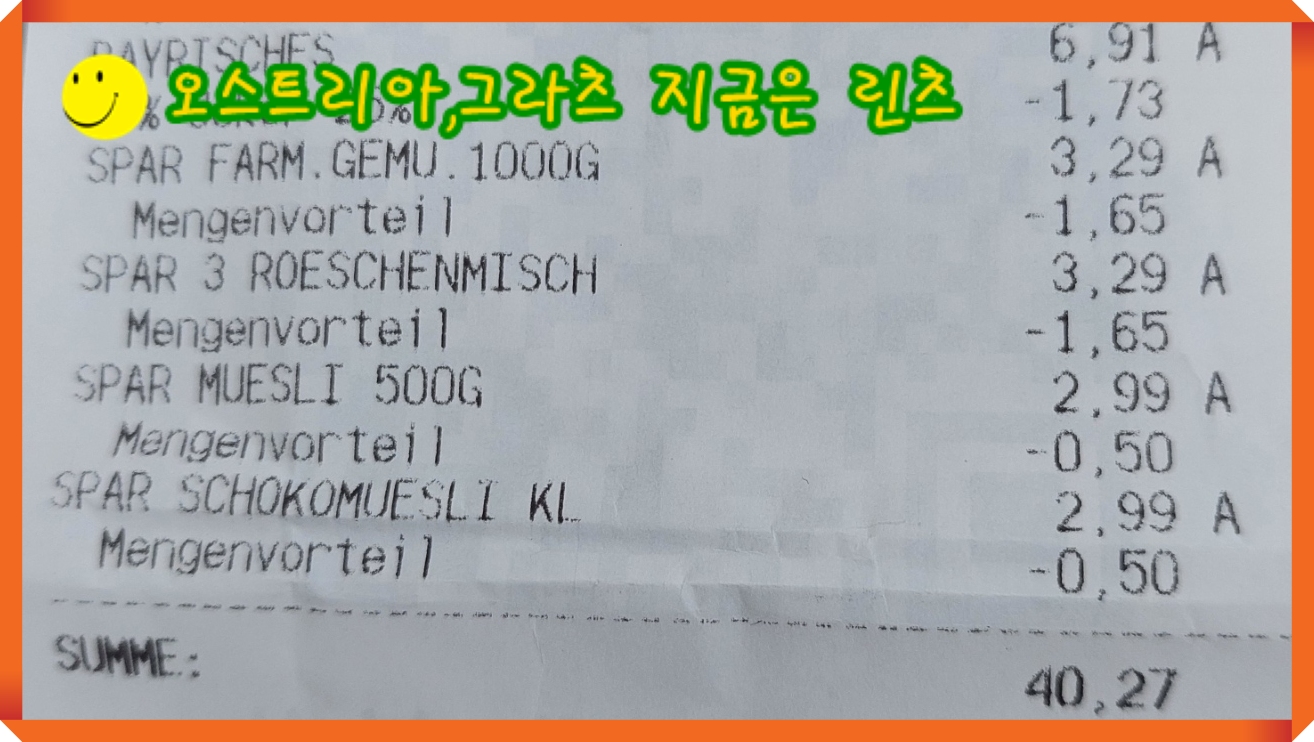 BAYRISCHES 6,91 A
오스트리아,그라츠 지금은 린츠
% -1,73
SPAR FARM.GEMU.1000G 3,29 A
Mengenvorteil -1,65
SPAR 3 ROESCHENMISCH 3,29 A
Mengenvorteil -1,65
SPAR MUESLI 500G 2,99 A
Mengenvorteil -0,50
SPAR SCHOKOMUESLI KL 2,99 A
Mengenvorteil -0,50
SUMME: 40,27